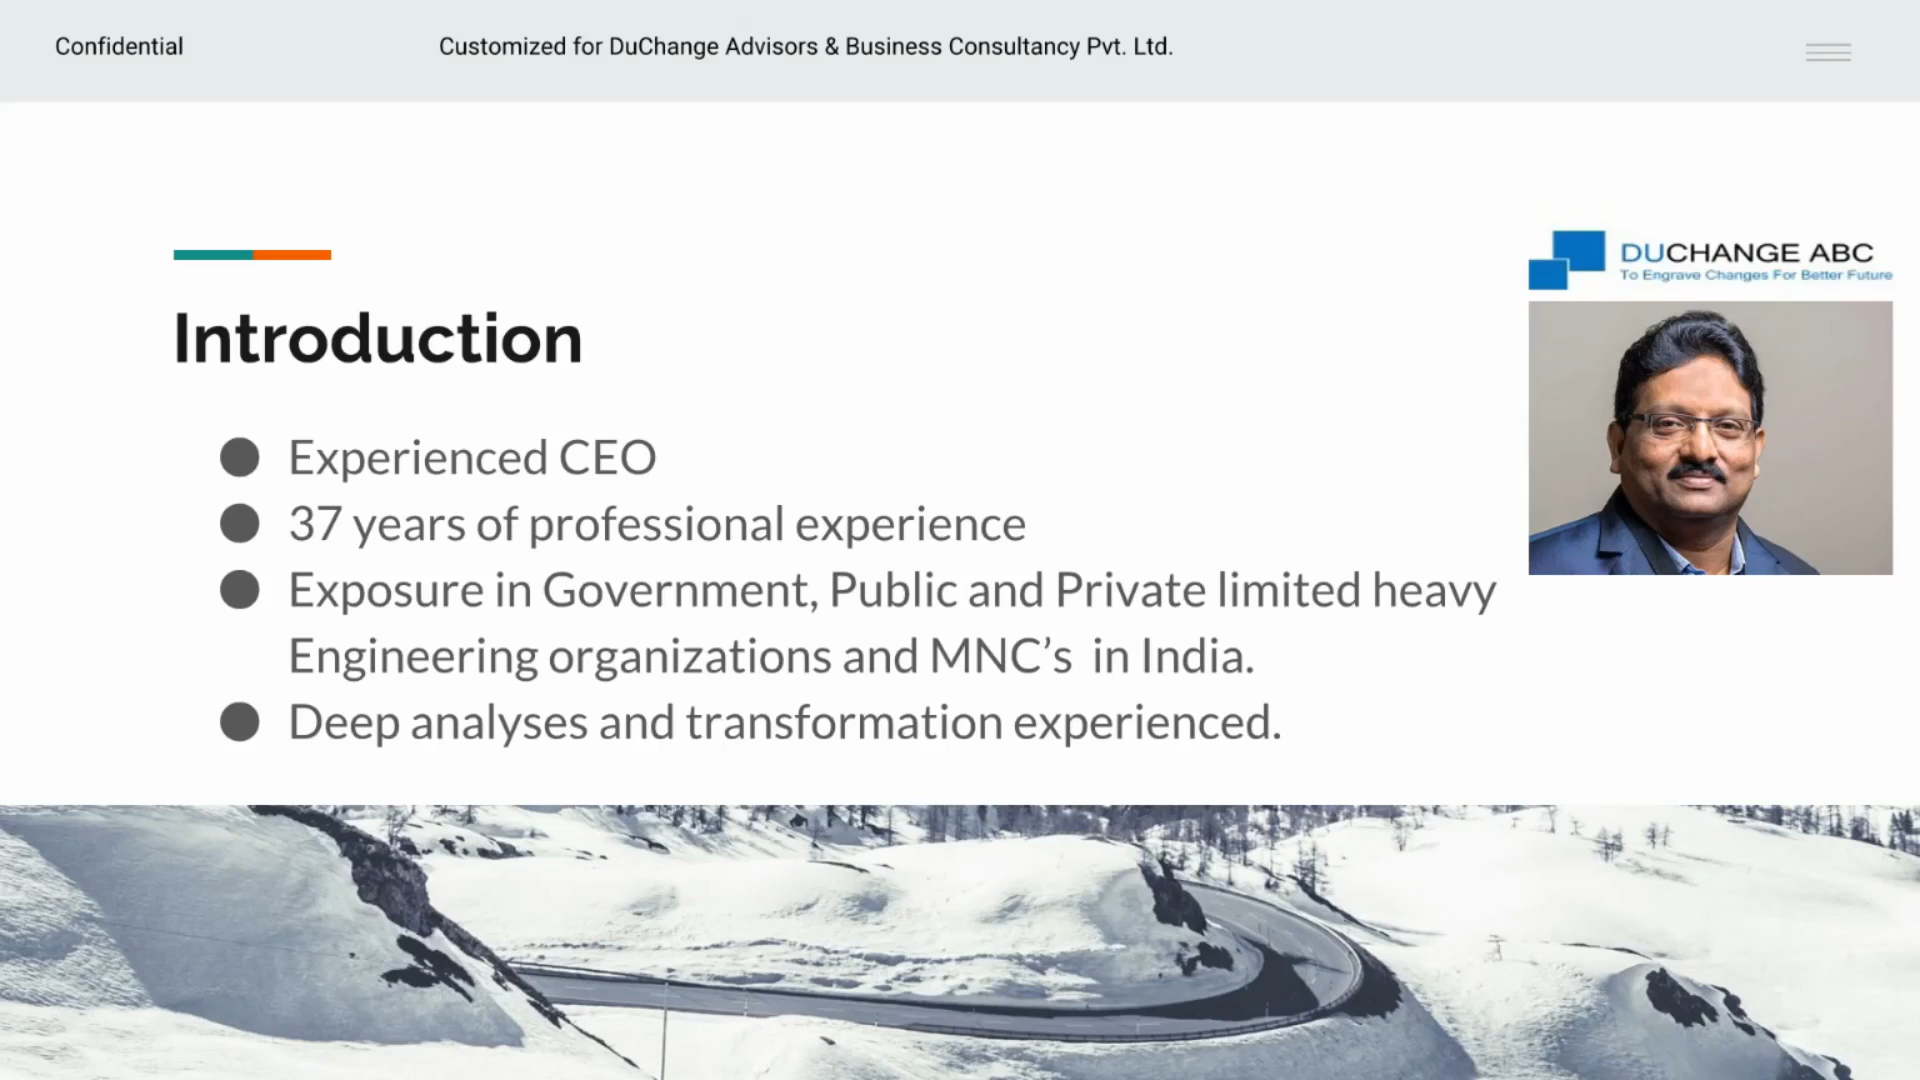 Confidential
Customized for DuChange Advisors & Business Consultancy Pvt. Ltd.
DUCHANGE ABC
To Engrave Changes For Better Future
Introduction
● Experienced CEO
● 37 years of professional experience
● Exposure in Government, Public and Private limited heavy
Engineering organizations and MNC’s  in India.
● Deep analyses and transformation experienced.